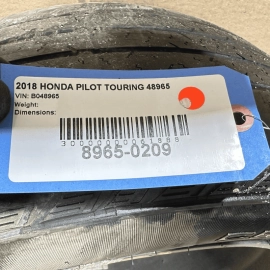 2018 HONDA PILOT TOURING 48965
VIN: B048965
Weight:
Dimensions:
8965-0209